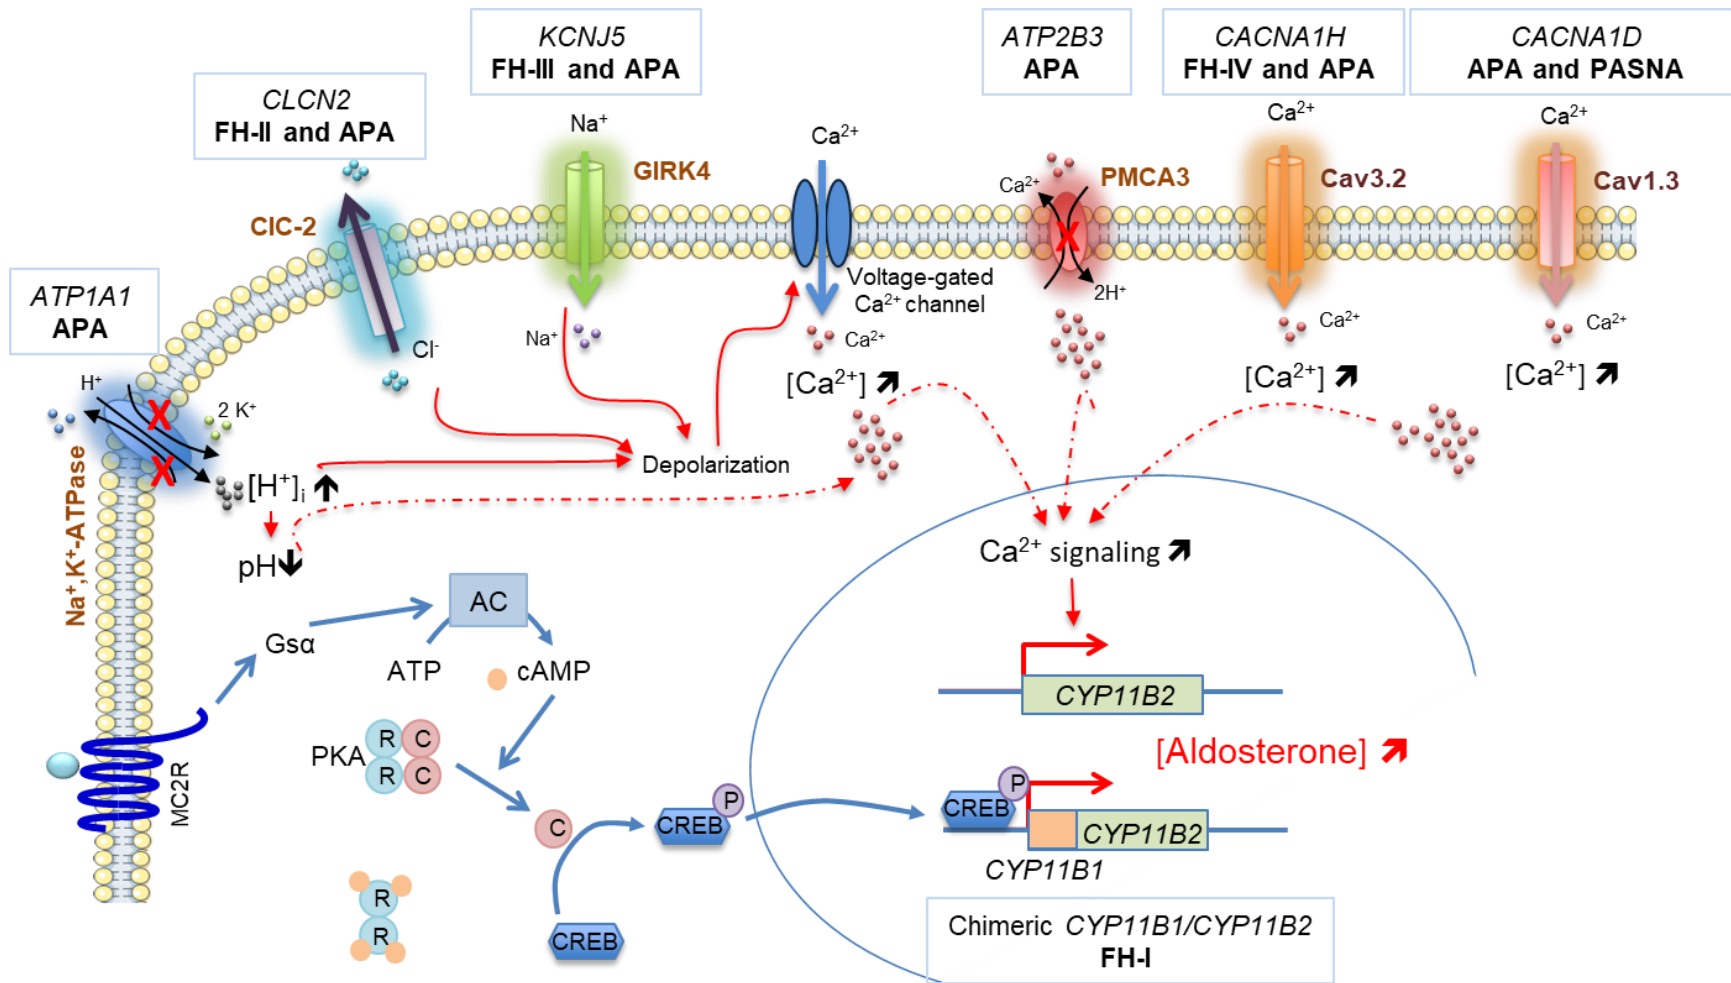 KCNJ5
FH-III and APA
ATP2B3
APA
CACNA1H
FH-IV and APA
CACNA1D
APA and PASNA
CLCN2
FH-II and APA
ATP1A1
APA
Na⁺
GIRK4
Ca²⁺
Ca²⁺
PMCA3
2H⁺
Ca²⁺
Cav3.2
Ca²⁺
Cav1.3
ClC-2
Cl⁻
Na⁺
Voltage-gated
Ca²⁺ channel
Ca²⁺
[Ca²⁺]
Ca²⁺
[Ca²⁺]
Ca²⁺
[Ca²⁺]
H⁺
X
X
X
2 K⁺
Na⁺,K⁺-ATPase
[H⁺]i
pH
Depolarization
Ca²⁺ signaling
CYP11B2
[Aldosterone]
Gsα
AC
ATP
cAMP
MC2R
PKA
R
C
R
C
C
R
R
CREB
CREB
P
CREB
P
CYP11B2
CYP11B1
Chimeric CYP11B1/CYP11B2
FH-I